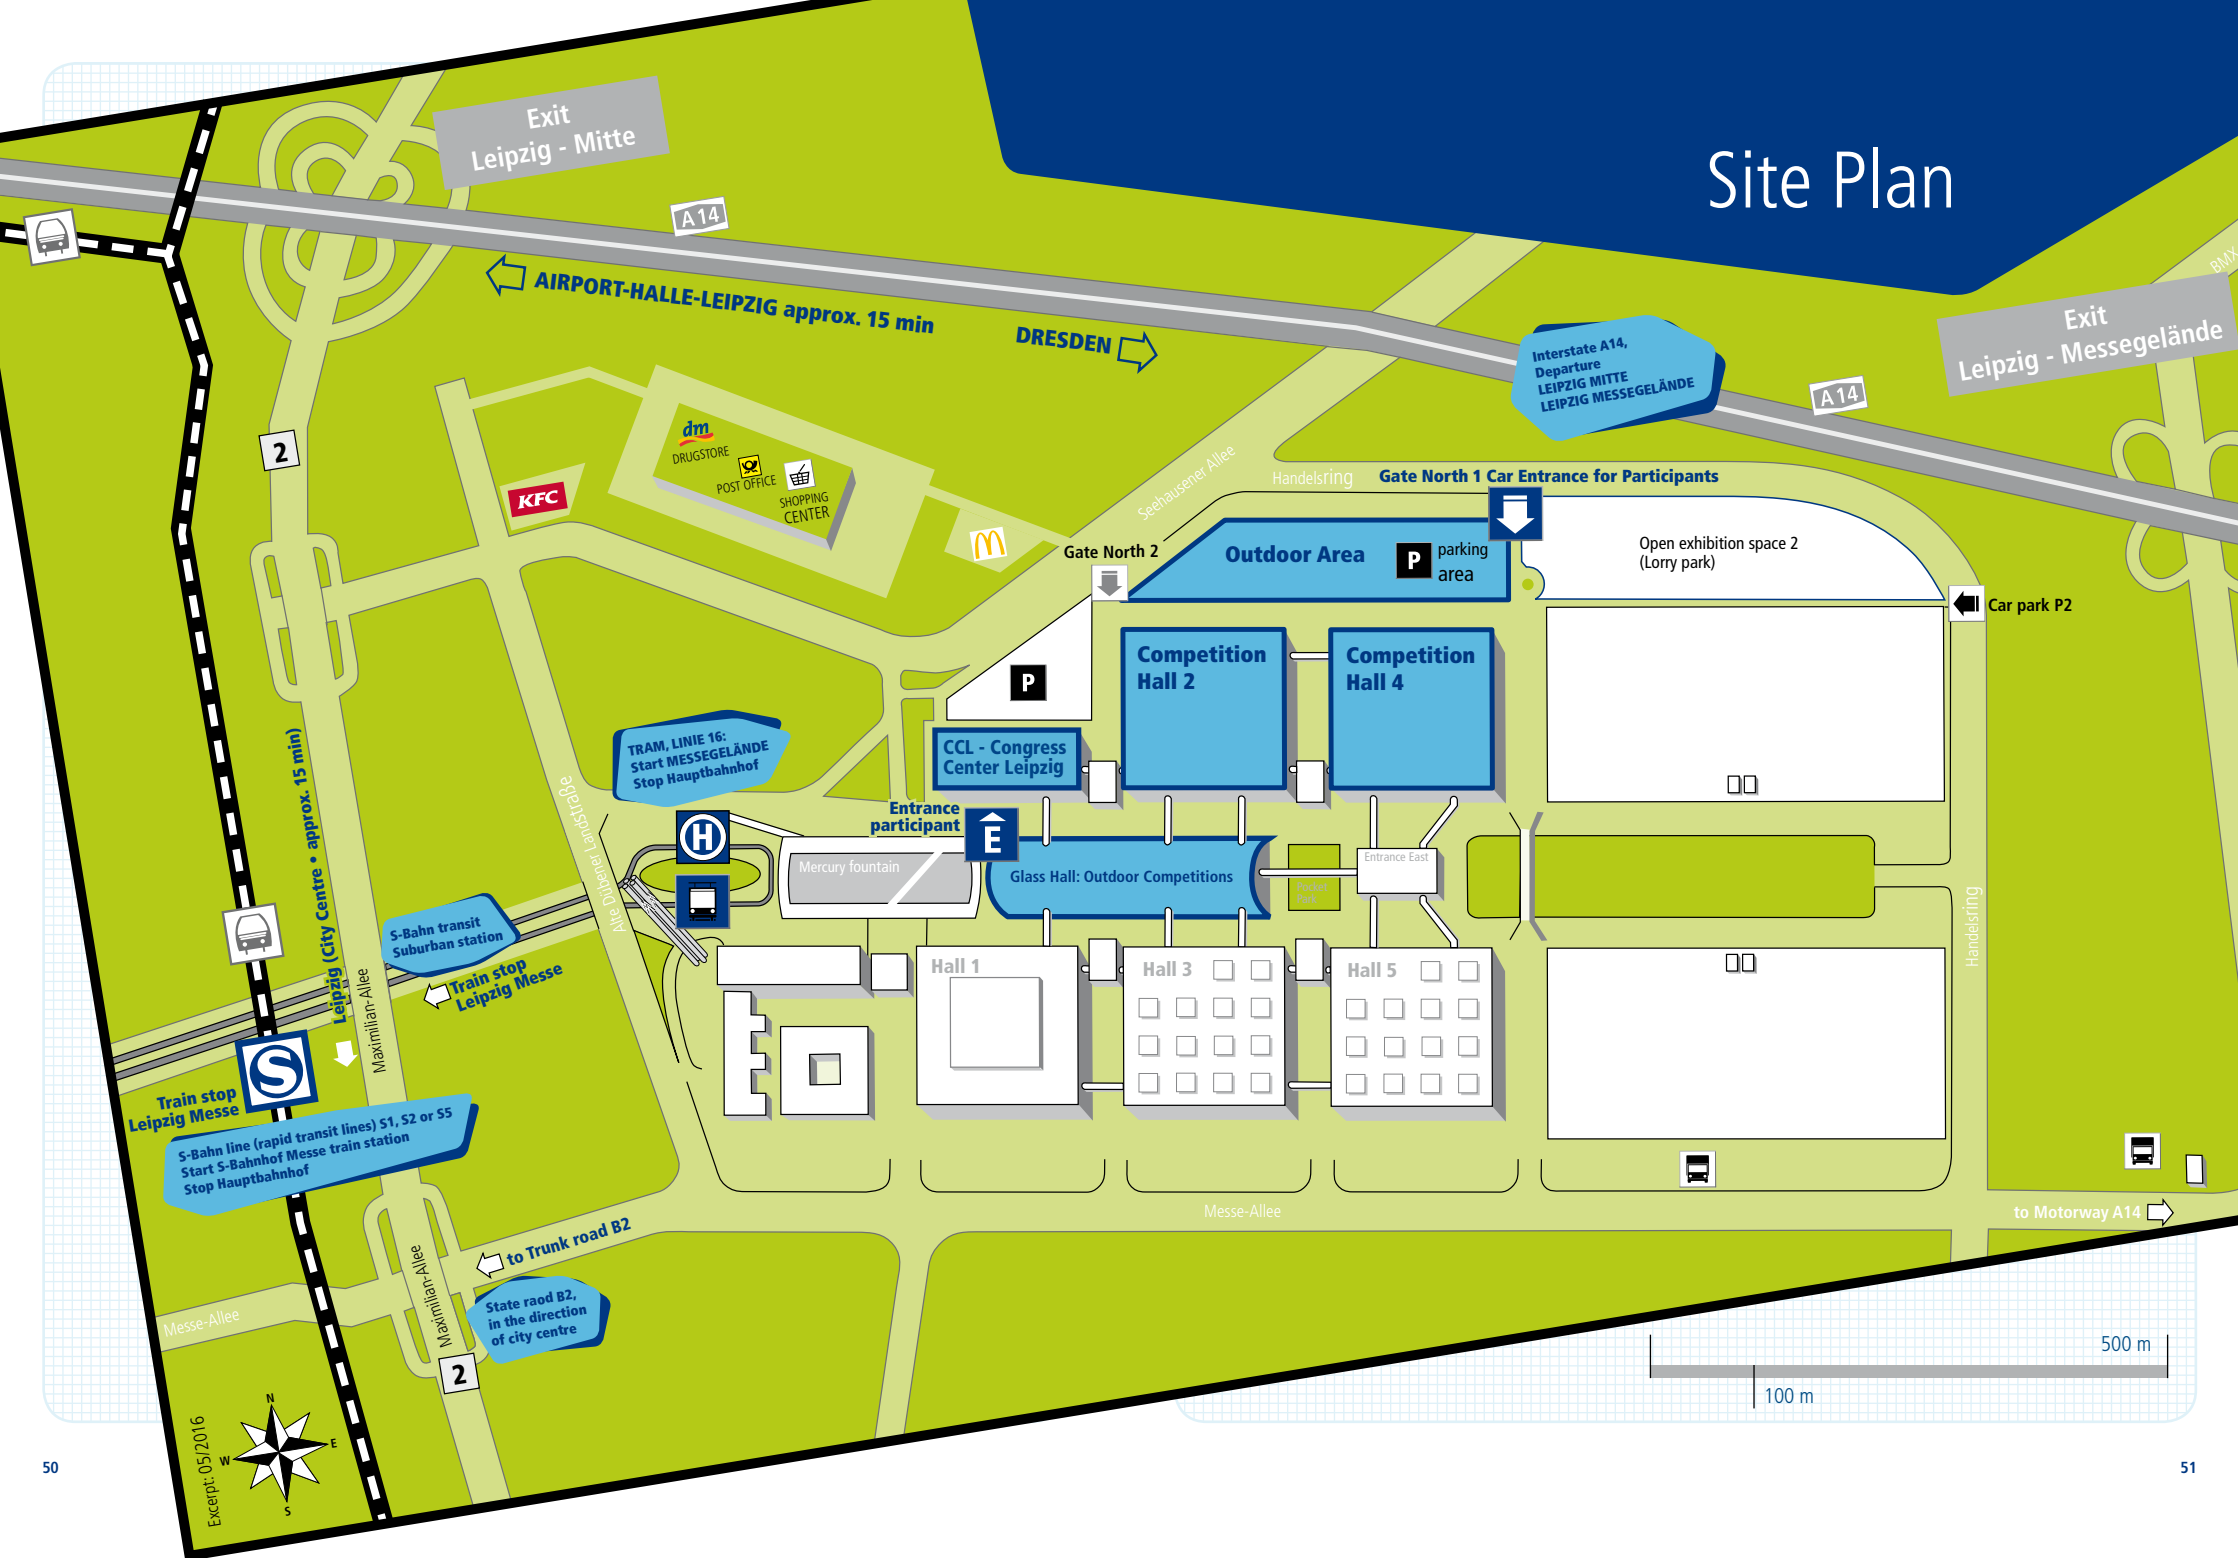 Site Plan
Exit
Leipzig - Mitte
A 14
AIRPORT-HALLE-LEIPZIG approx. 15 min
DRESDEN
BMX
Exit
Leipzig - Messegelände
Interstate A14,
Departure
LEIPZIG MITTE
LEIPZIG MESSEGELÄNDE
A 14
2
dm
DRUGSTORE
POST OFFICE
SHOPPING
CENTER
KFC
Seehausener Allee
Handelsring
Gate North 1 Car Entrance for Participants
Gate North 2
Outdoor Area
P
parking
area
Open exhibition space 2
(Lorry park)
Car park P2
P
Competition
Hall 2
Competition
Hall 4
CCL - Congress
Center Leipzig
TRAM, LINIE 16:
Start MESSEGELÄNDE
Stop Hauptbahnhof
Entrance
participant
E
H
Mercury fountain
Glass Hall: Outdoor Competitions
Entrance East
Pocket
Park
Alte Dübener Landstraße
Leipzig (City Centre • approx. 15 min)
Maximilian-Allee
S-Bahn transit
Suburban station
Train stop
Leipzig Messe
Handelsring
Hall 1
Hall 3
Hall 5
S
Train stop
Leipzig Messe
S-Bahn line (rapid transit lines) S1, S2 or S5
Start S-Bahnhof Messe train station
Stop Hauptbahnhof
Messe-Allee
to Motorway A14
to Trunk road B2
Maximilian-Allee
Messe-Allee
State raod B2,
in the direction
of city centre
2
500 m
100 m
N
E
W
S
Excerpt: 05/2016
50
51